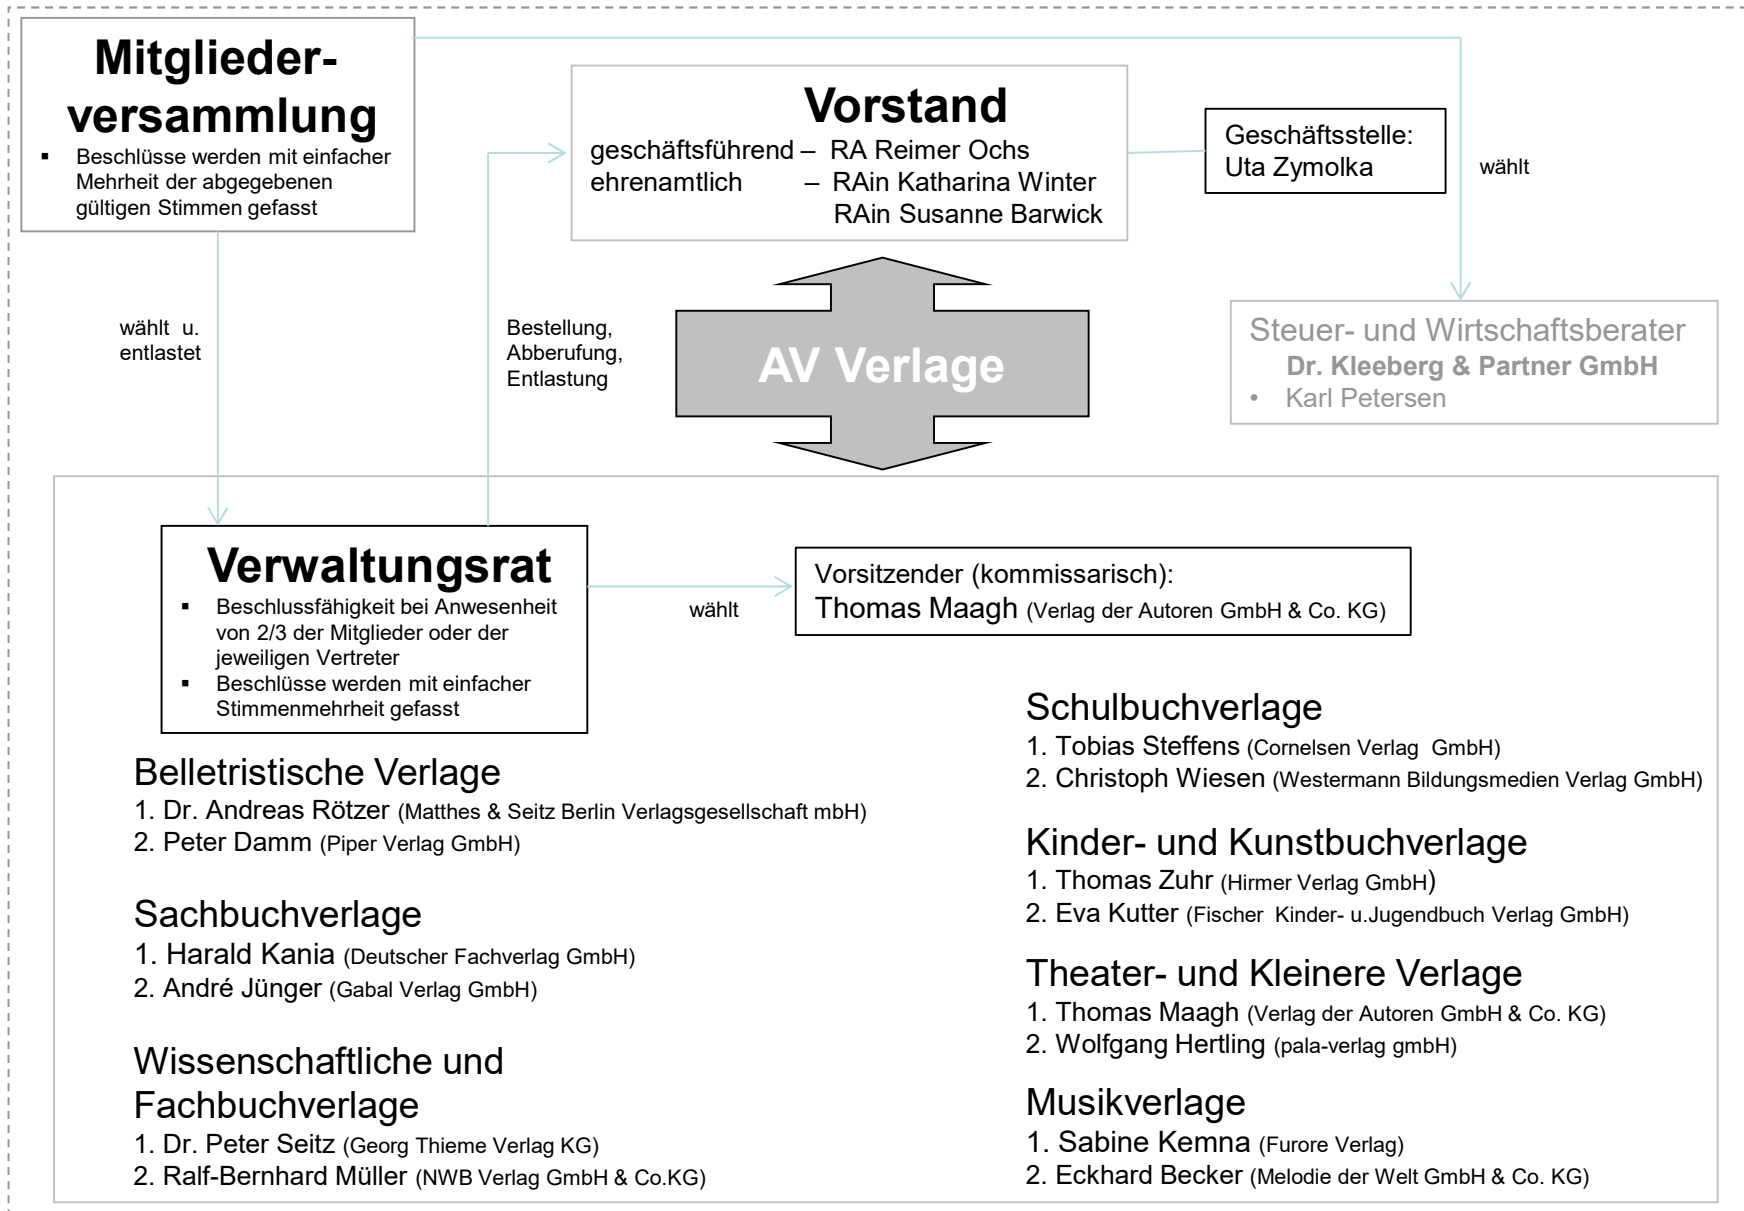 Mitglieder-
versammlung
▪ Beschlüsse werden mit einfacher
Mehrheit der abgegebenen
gültigen Stimmen gefasst
Vorstand
geschäftsführend – RA Reimer Ochs
ehrenamtlich – RAin Katharina Winter
RAin Susanne Barwick
Geschäftsstelle:
Uta Zymolka
wählt
wählt u.
entlastet
Bestellung,
Abberufung,
Entlastung
AV Verlage
Steuer- und Wirtschaftsberater
Dr. Kleeberg & Partner GmbH
• Karl Petersen
Verwaltungsrat
▪ Beschlussfähigkeit bei Anwesenheit
von 2/3 der Mitglieder oder der
jeweiligen Vertreter
▪ Beschlüsse werden mit einfacher
Stimmenmehrheit gefasst
wählt
Vorsitzender (kommissarisch):
Thomas Maagh (Verlag der Autoren GmbH & Co. KG)
Belletristische Verlage
1. Dr. Andreas Rötzer (Matthes & Seitz Berlin Verlagsgesellschaft mbH)
2. Peter Damm (Piper Verlag GmbH)
Sachbuchverlage
1. Harald Kania (Deutscher Fachverlag GmbH)
2. André Jünger (Gabal Verlag GmbH)
Wissenschaftliche und
Fachbuchverlage
1. Dr. Peter Seitz (Georg Thieme Verlag KG)
2. Ralf-Bernhard Müller (NWB Verlag GmbH & Co.KG)
Schulbuchverlage
1. Tobias Steffens (Cornelsen Verlag GmbH)
2. Christoph Wiesen (Westermann Bildungsmedien Verlag GmbH)
Kinder- und Kunstbuchverlage
1. Thomas Zuhr (Hirmer Verlag GmbH)
2. Eva Kutter (Fischer Kinder- u.Jugendbuch Verlag GmbH)
Theater- und Kleinere Verlage
1. Thomas Maagh (Verlag der Autoren GmbH & Co. KG)
2. Wolfgang Hertling (pala-verlag gmbH)
Musikverlage
1. Sabine Kemna (Furore Verlag)
2. Eckhard Becker (Melodie der Welt GmbH & Co. KG)